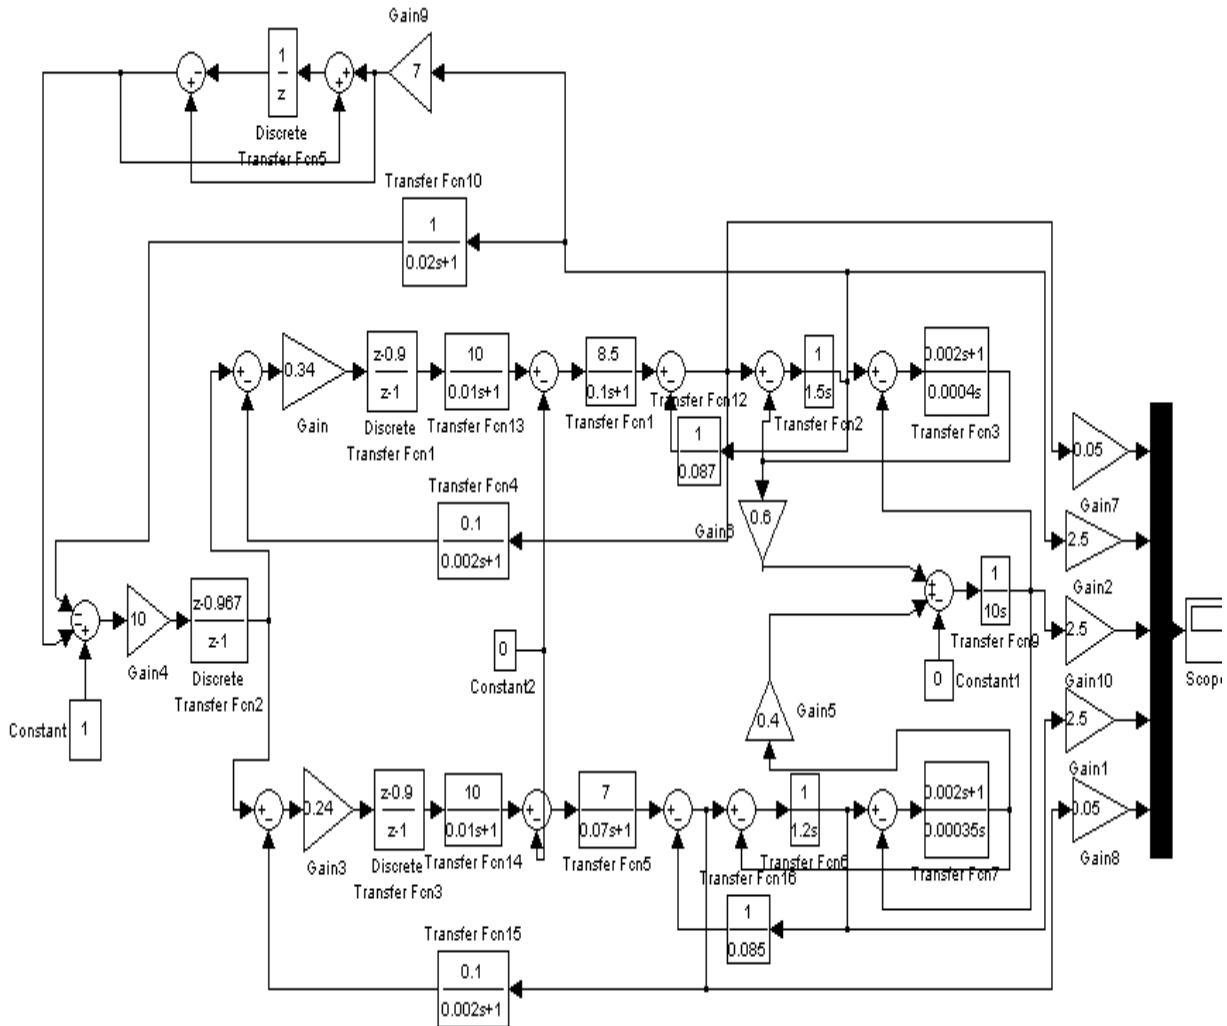 Gain9
7
1
z
Discrete
Transfer Fcn5
Transfer Fcn10
1
0.02s+1
0.34
Gain
z-0.9
z-1
Discrete
Transfer Fcn1
10
0.01s+1
Transfer Fcn13
8.5
0.1s+1
Transfer Fcn1
Transfer Fcn12
1
0.087
1
1.5s
Transfer Fcn2
0.002s+1
0.0004s
Transfer Fcn3
Transfer Fcn4
0.1
0.002s+1
0.6
Gain6
0.05
Gain7
2.5
Gain2
1
10s
Transfer Fcn9
2.5
Gain10
Scope
10
Gain4
z-0.967
z-1
Discrete
Transfer Fcn2
0
Constant2
0
Constant1
Constant
1
0.4
Gain5
2.5
Gain1
0.24
Gain3
z-0.9
z-1
Discrete
Transfer Fcn3
10
0.01s+1
Transfer Fcn14
7
0.07s+1
Transfer Fcn5
1
1.2s
Transfer Fcn6
Transfer Fcn16
0.002s+1
0.00035s
Transfer Fcn7
0.05
Gain8
1
0.085
Transfer Fcn15
0.1
0.002s+1